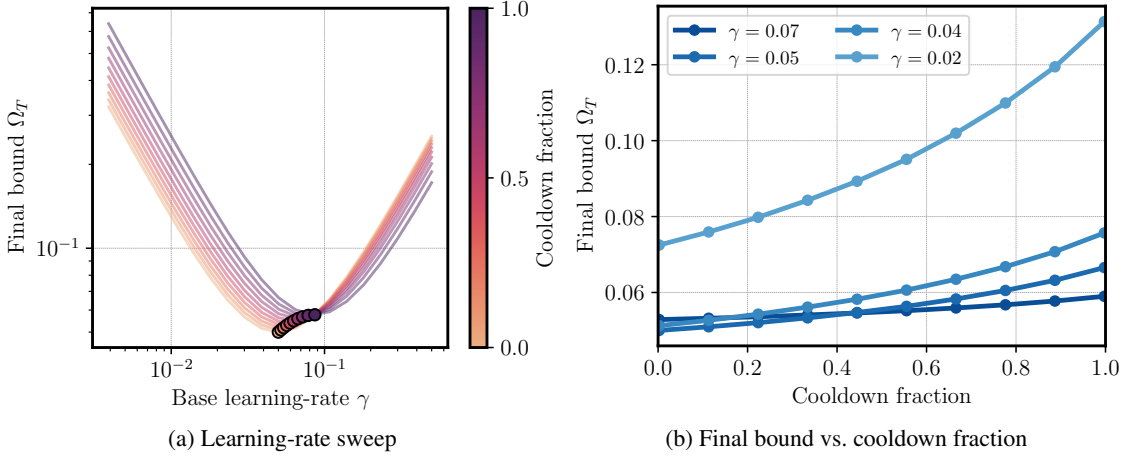 Final bound Ω_T
10^{-1}
10^{-2}
10^{-1}
Base learning-rate γ
Cooldown fraction
1.0
0.5
0.0
(a) Learning-rate sweep
Final bound Ω_T
0.12
0.10
0.08
0.06
γ = 0.07
γ = 0.05
γ = 0.04
γ = 0.02
0.0 0.2 0.4 0.6 0.8 1.0
Cooldown fraction
(b) Final bound vs. cooldown fraction